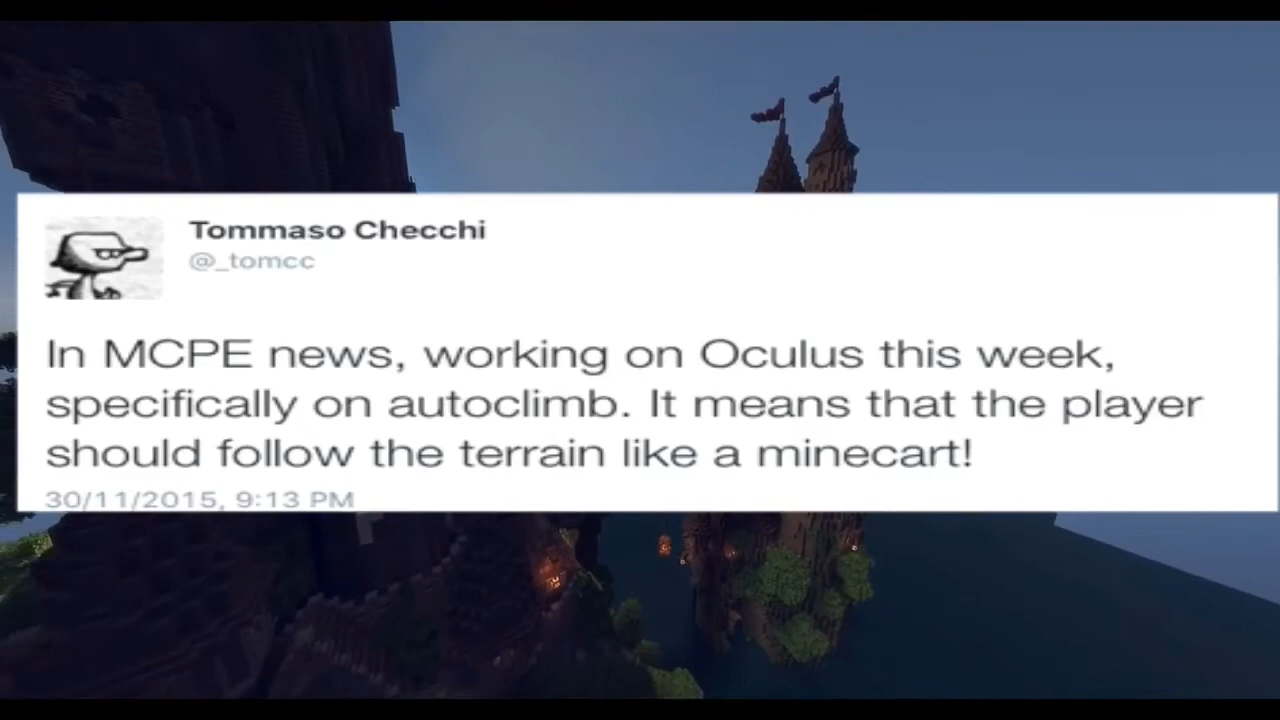 Tommaso Checchi
@_tomcc
In MCPE news, working on Oculus this week,
specifically on autoclimb. It means that the player
should follow the terrain like a minecart!
30/11/2015, 9:13 PM